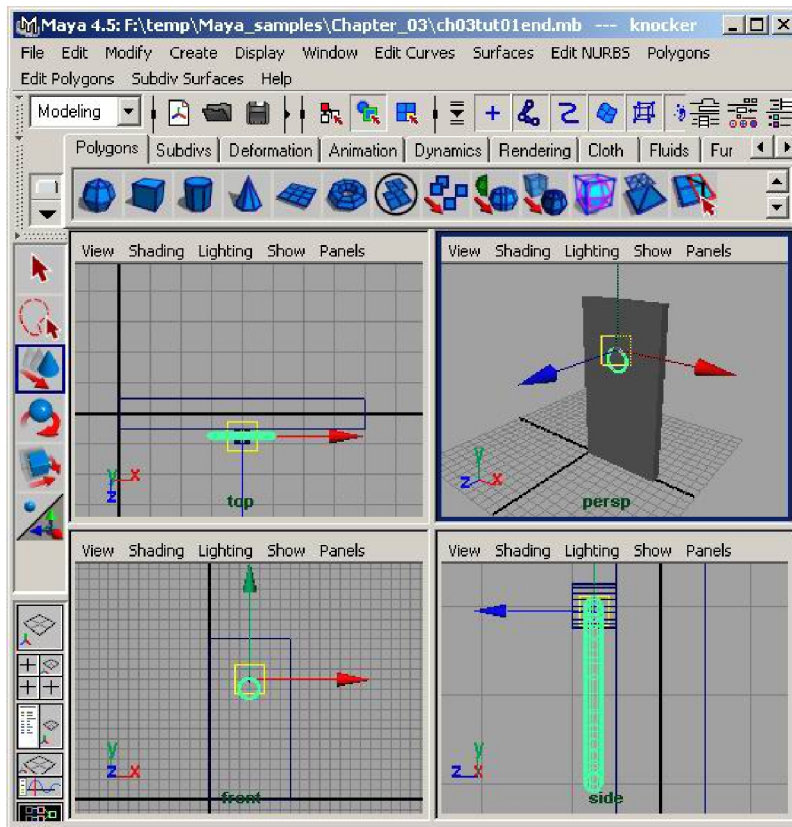 Maya 4.5: F:\temp\Maya_samples\Chapter_03\ch03tut01end.mb --- knocker
File Edit Modify Create Display Window Edit Curves Surfaces Edit NURBS Polygons
Edit Polygons Subdiv Surfaces Help
Modeling
Polygons Subdivs Deformation Animation Dynamics Rendering Cloth Fluids Fur
View Shading Lighting Show Panels
View Shading Lighting Show Panels
y
z x
top
y
z x
persp
View Shading Lighting Show Panels
View Shading Lighting Show Panels
y
z x
front
y
z x
side